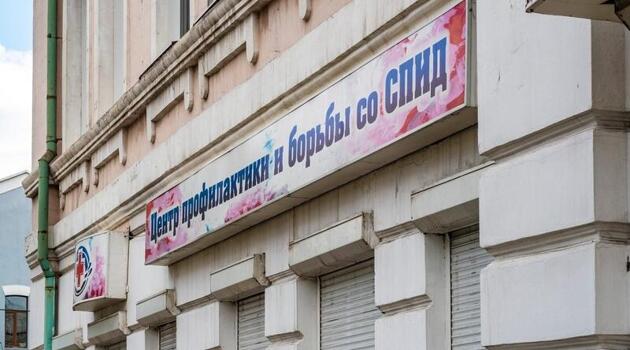 Центр профилактики и борьбы со СПИД